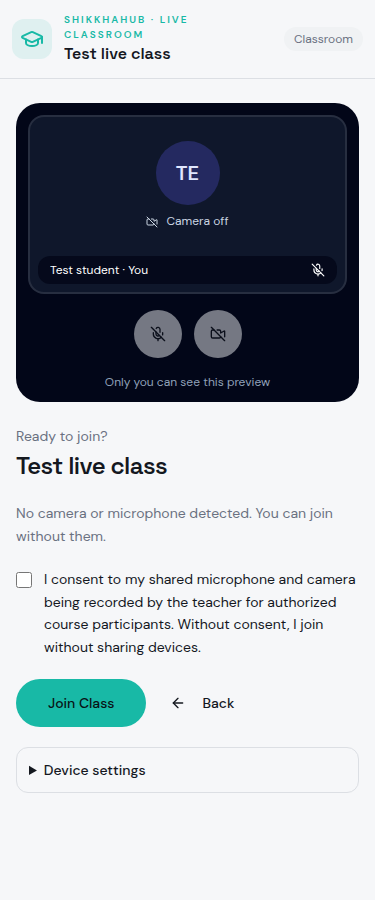 SHIKKHAHUB · LIVE
CLASSROOM
Test live class
Classroom
TE
Camera off
Test student · You
Only you can see this preview
Ready to join?
Test live class
No camera or microphone detected. You can join
without them.
I consent to my shared microphone and camera
being recorded by the teacher for authorized
course participants. Without consent, I join
without sharing devices.
Join Class
Back
Device settings